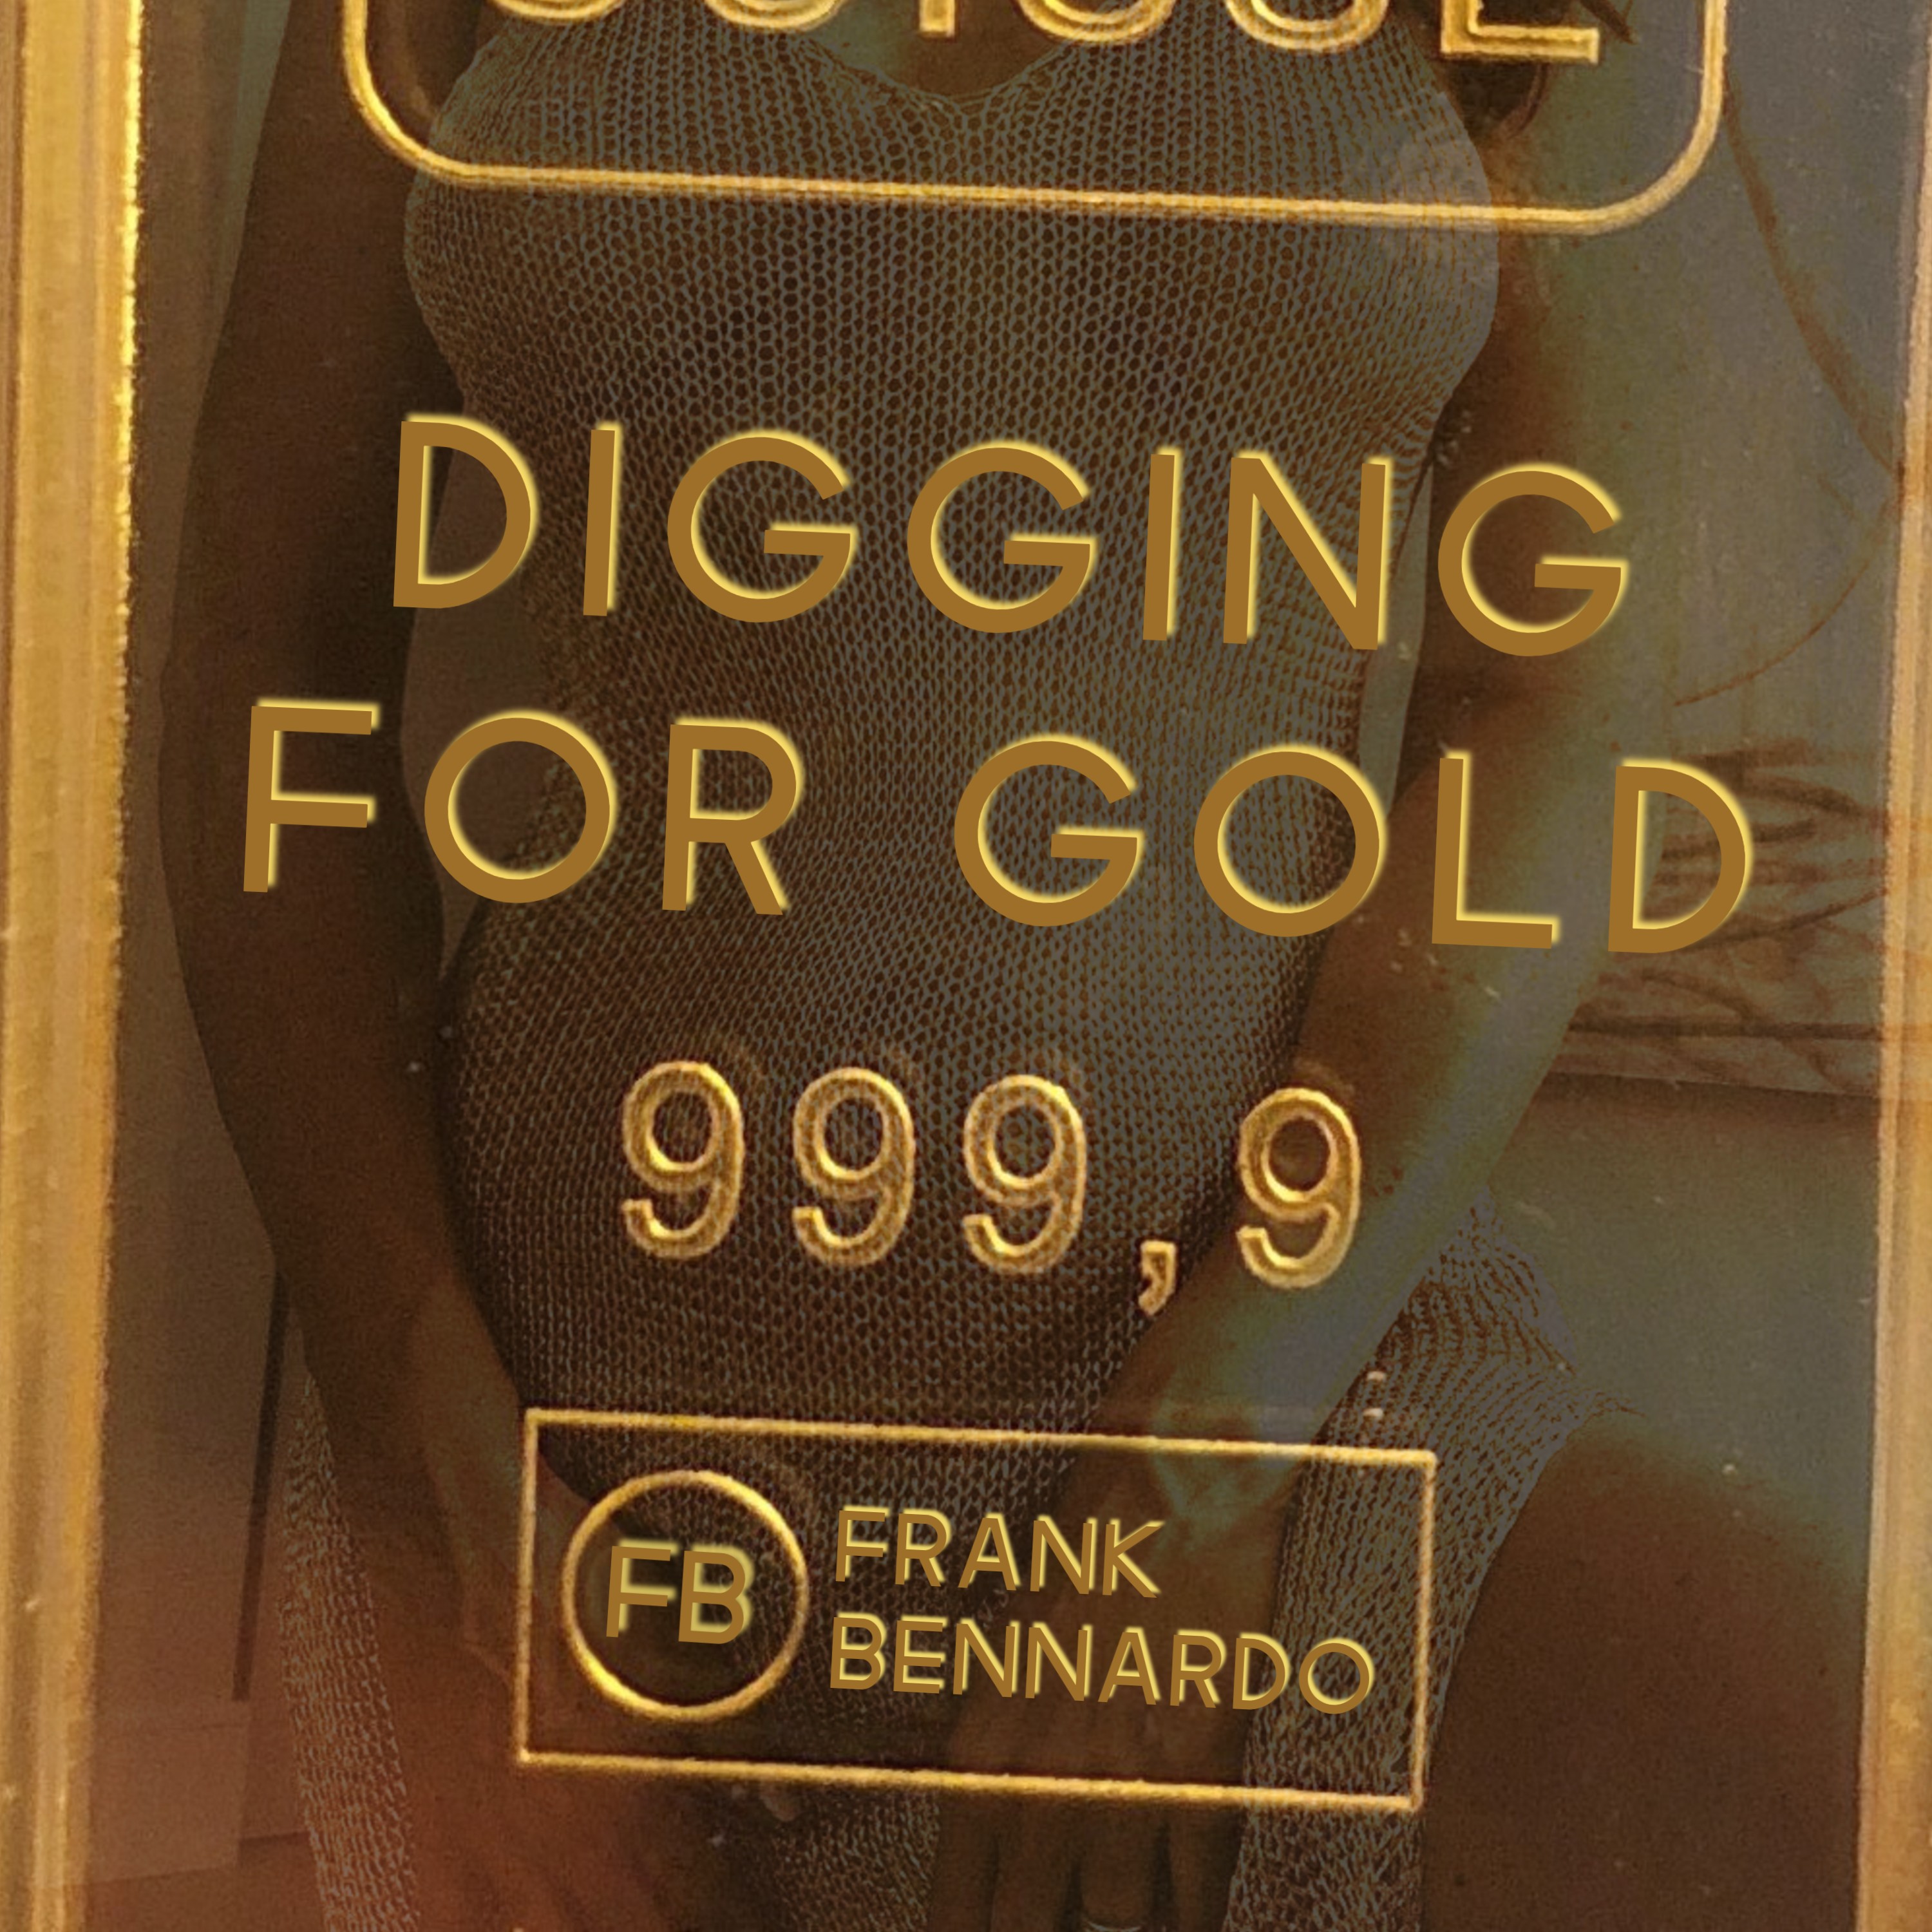 DIGGING
FOR GOLD
999,9
FB
FRANK
BENNARDO